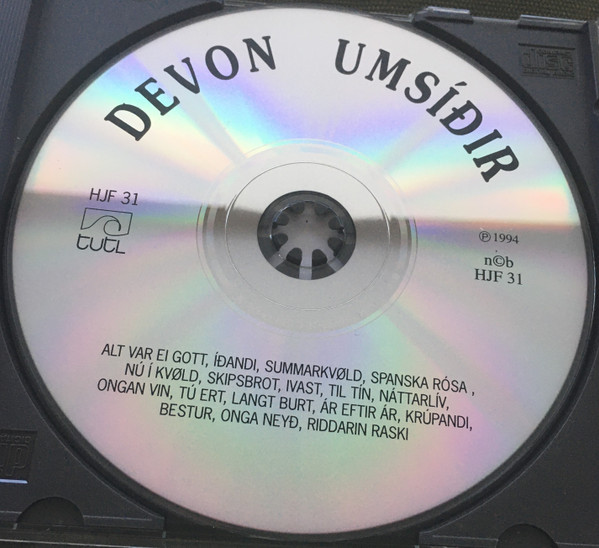 DEVON UMSÍÐIR
HJF 31
tutl
℗ 1994
n©b
HJF 31
ALT VAR EI GOTT, ÍÐANDI, SUMMARKVØLD, SPANSKA RÓSA ,
NÚ Í KVØLD, SKIPSBROT, IVAST, TIL TÍN, NÁTTARLÍV,
ONGAN VIN, TÚ ERT, LANGT BURT, ÁR EFTIR ÁR, KRÚPANDI,
BESTUR, ONGA NEYÐ, RIDDARIN RASKI